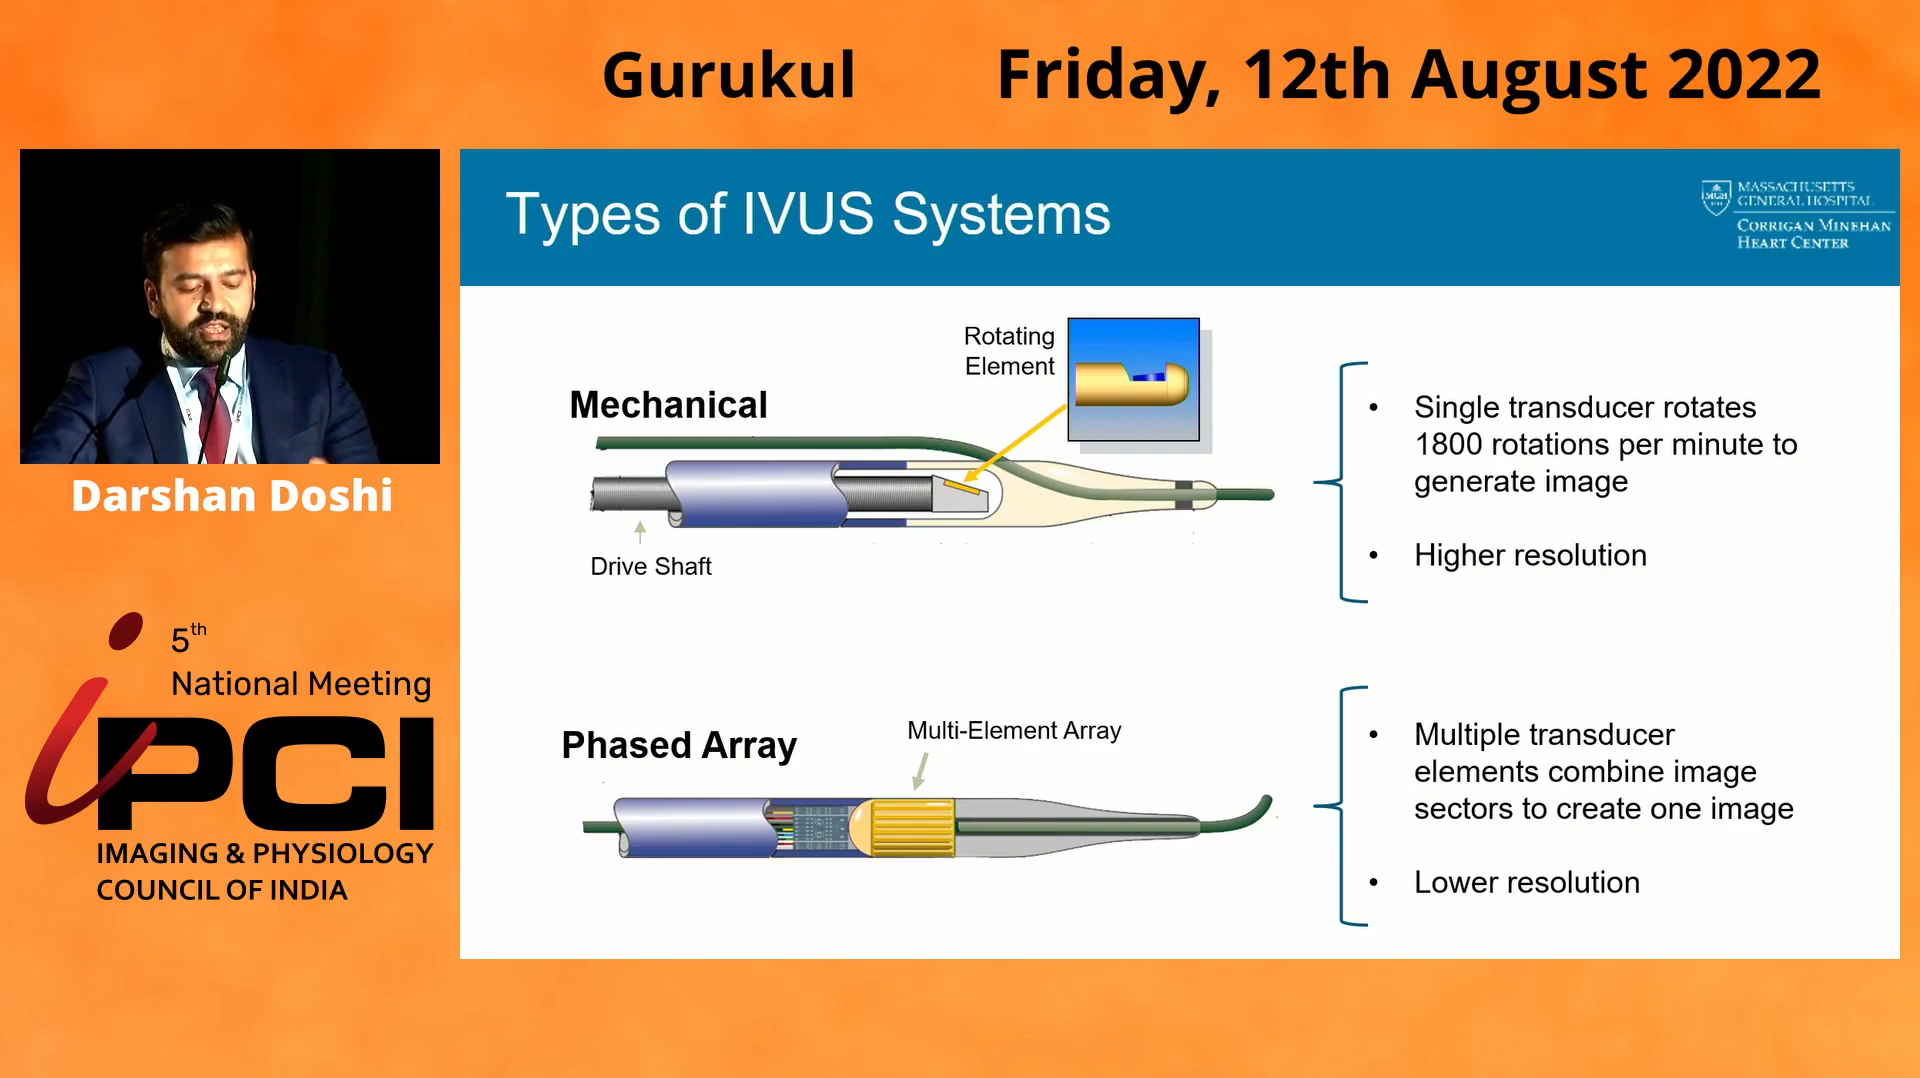 Gurukul
Friday, 12th August 2022
Types of IVUS Systems
MASSACHUSETTS
GENERAL HOSPITAL
CORRIGAN MINEHAN
HEART CENTER
Rotating
Element
Mechanical
Drive Shaft
• Single transducer rotates
1800 rotations per minute to
generate image
• Higher resolution
Phased Array
Multi-Element Array
• Multiple transducer
elements combine image
sectors to create one image
• Lower resolution
Darshan Doshi
5th
National Meeting
iPCI
IMAGING & PHYSIOLOGY
COUNCIL OF INDIA